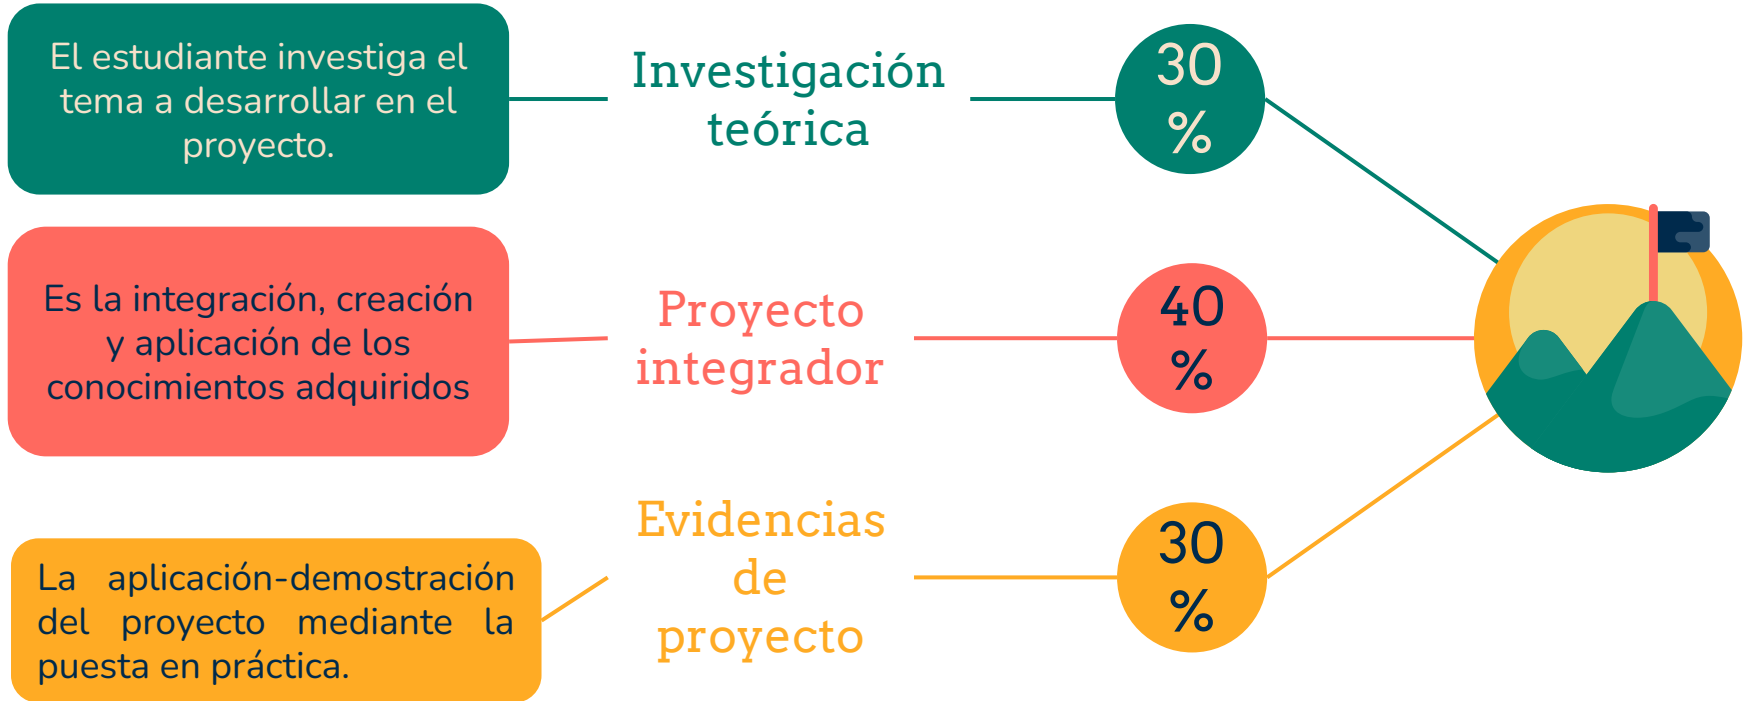 El estudiante investiga el
tema a desarrollar en el
proyecto.
Investigación
teórica
30
%
Es la integración, creación
y aplicación de los
conocimientos adquiridos
Proyecto
integrador
40
%
La aplicación-demostración
del proyecto mediante la
puesta en práctica.
Evidencias
de
proyecto
30
%